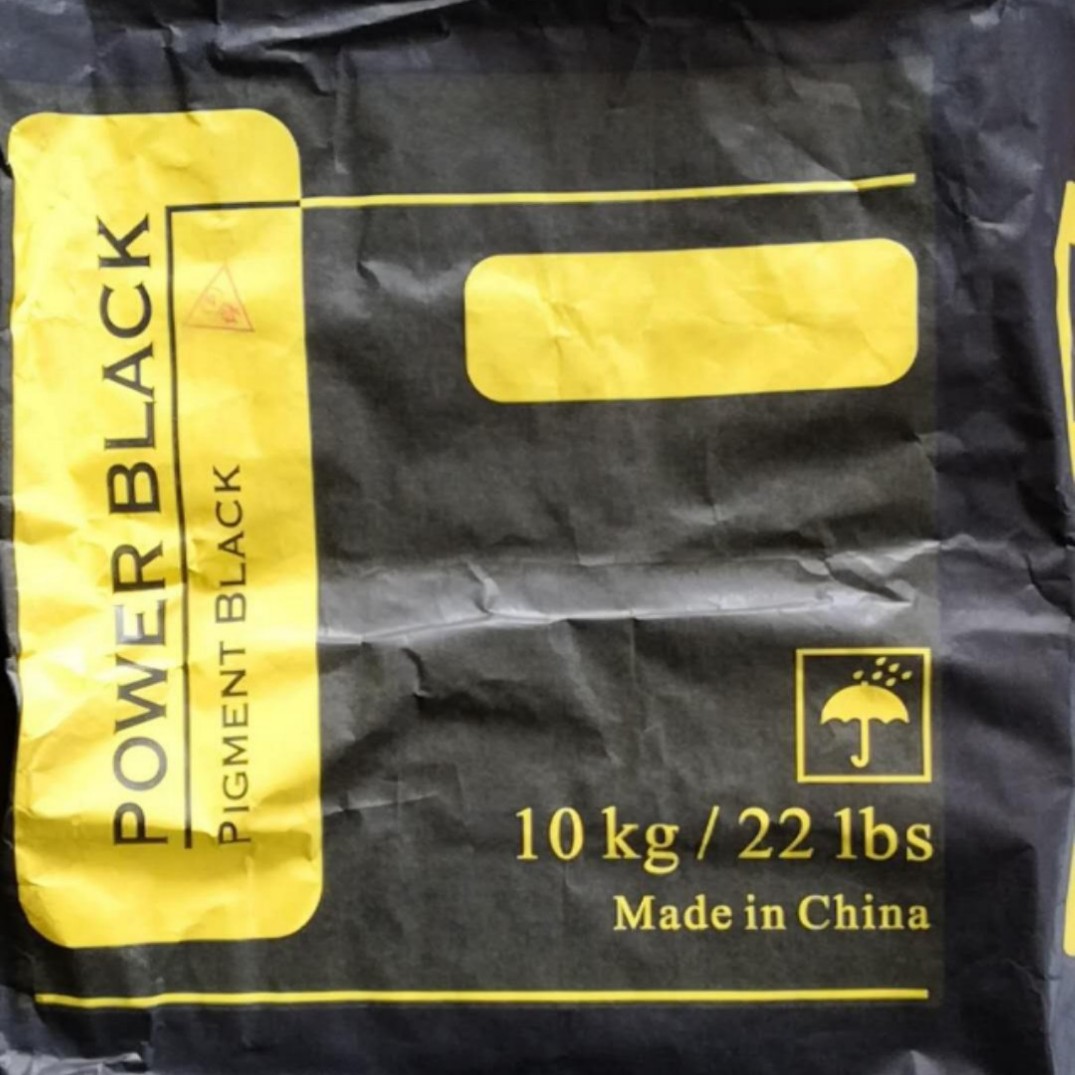 POWER BLACK
PIGMENT BLACK
10 kg / 22 lbs
Made in China